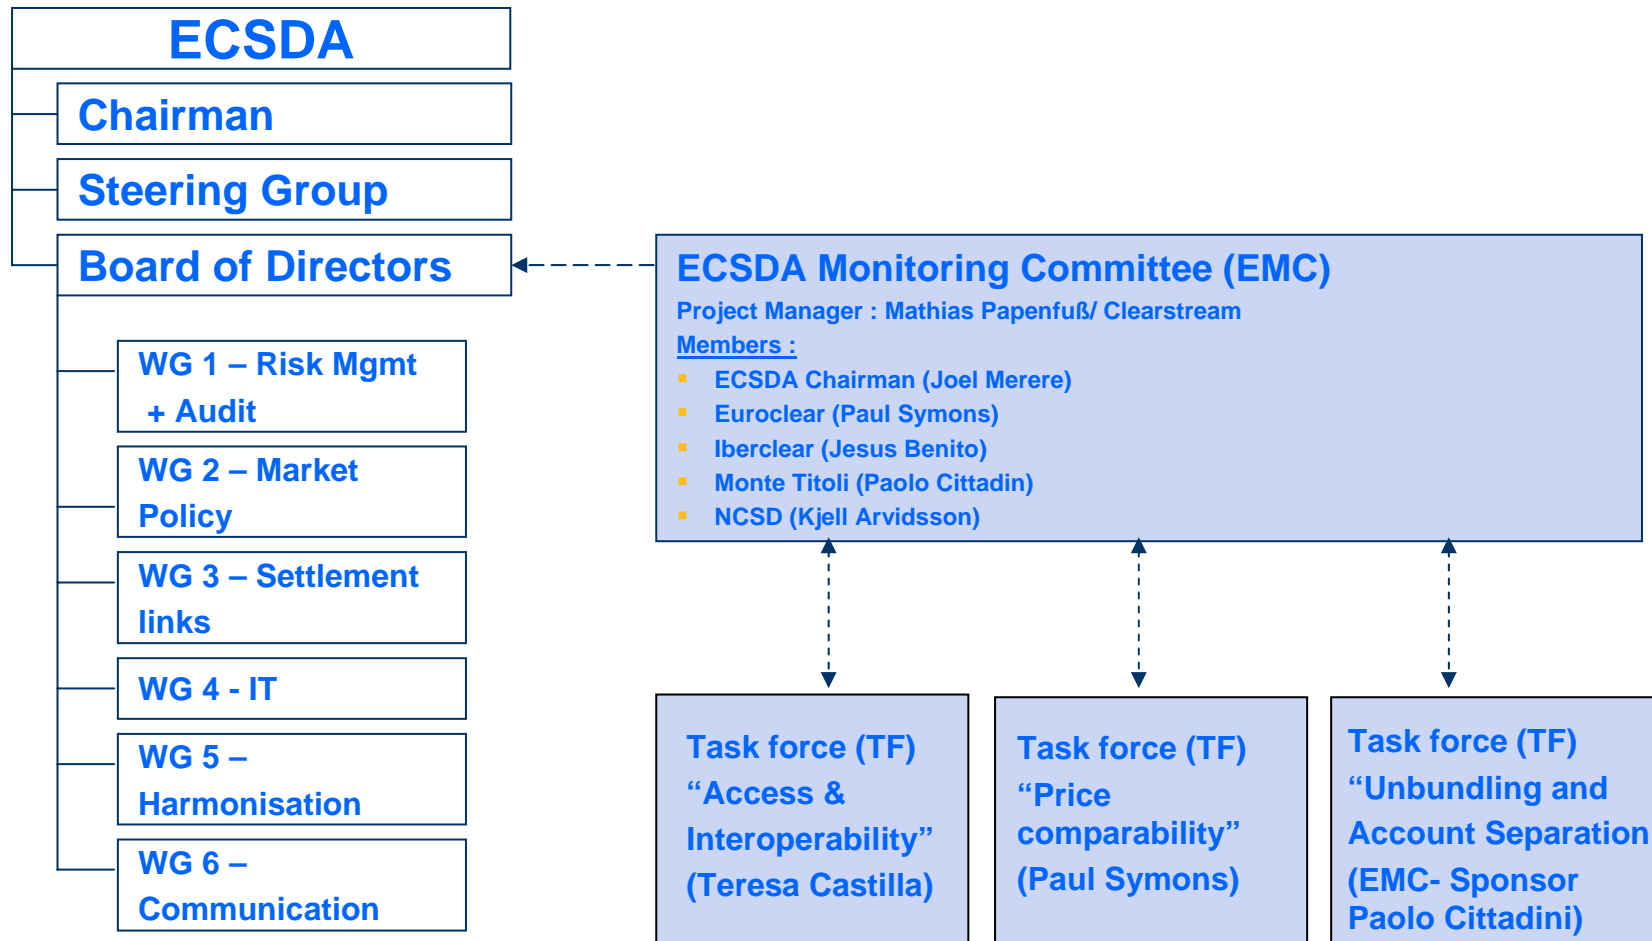 ECSDA
Chairman
Steering Group
Board of Directors
WG 1 – Risk Mgmt
+ Audit
WG 2 – Market
Policy
WG 3 – Settlement
links
WG 4 - IT
WG 5 –
Harmonisation
WG 6 –
Communication
ECSDA Monitoring Committee (EMC)
Project Manager : Mathias Papenfuß/ Clearstream
Members :
ECSDA Chairman (Joel Merere)
Euroclear (Paul Symons)
Iberclear (Jesus Benito)
Monte Titoli (Paolo Cittadin)
NCSD (Kjell Arvidsson)
Task force (TF)
“Access &
Interoperability”
(Teresa Castilla)
Task force (TF)
“Price
comparability”
(Paul Symons)
Task force (TF)
“Unbundling and
Account Separation
(EMC- Sponsor
Paolo Cittadini)